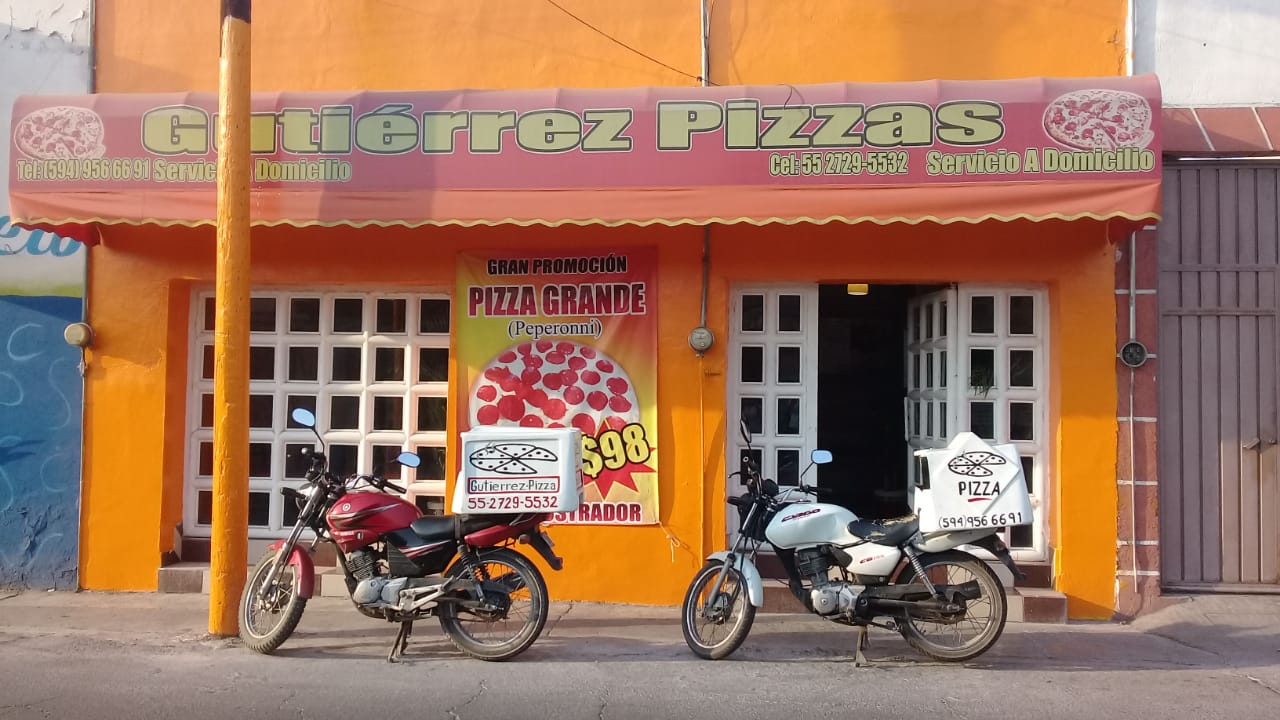 Gutiérrez Pizzas
Tel: (594) 956 66 91 Servicio A Domicilio
Cel: 55 2729-5532 Servicio A Domicilio
GRAN PROMOCIÓN
PIZZA GRANDE
(Peperonni)
$98
Gutierrez-Pizza
55-2729-5532
PIZZA
(594) 956 6691